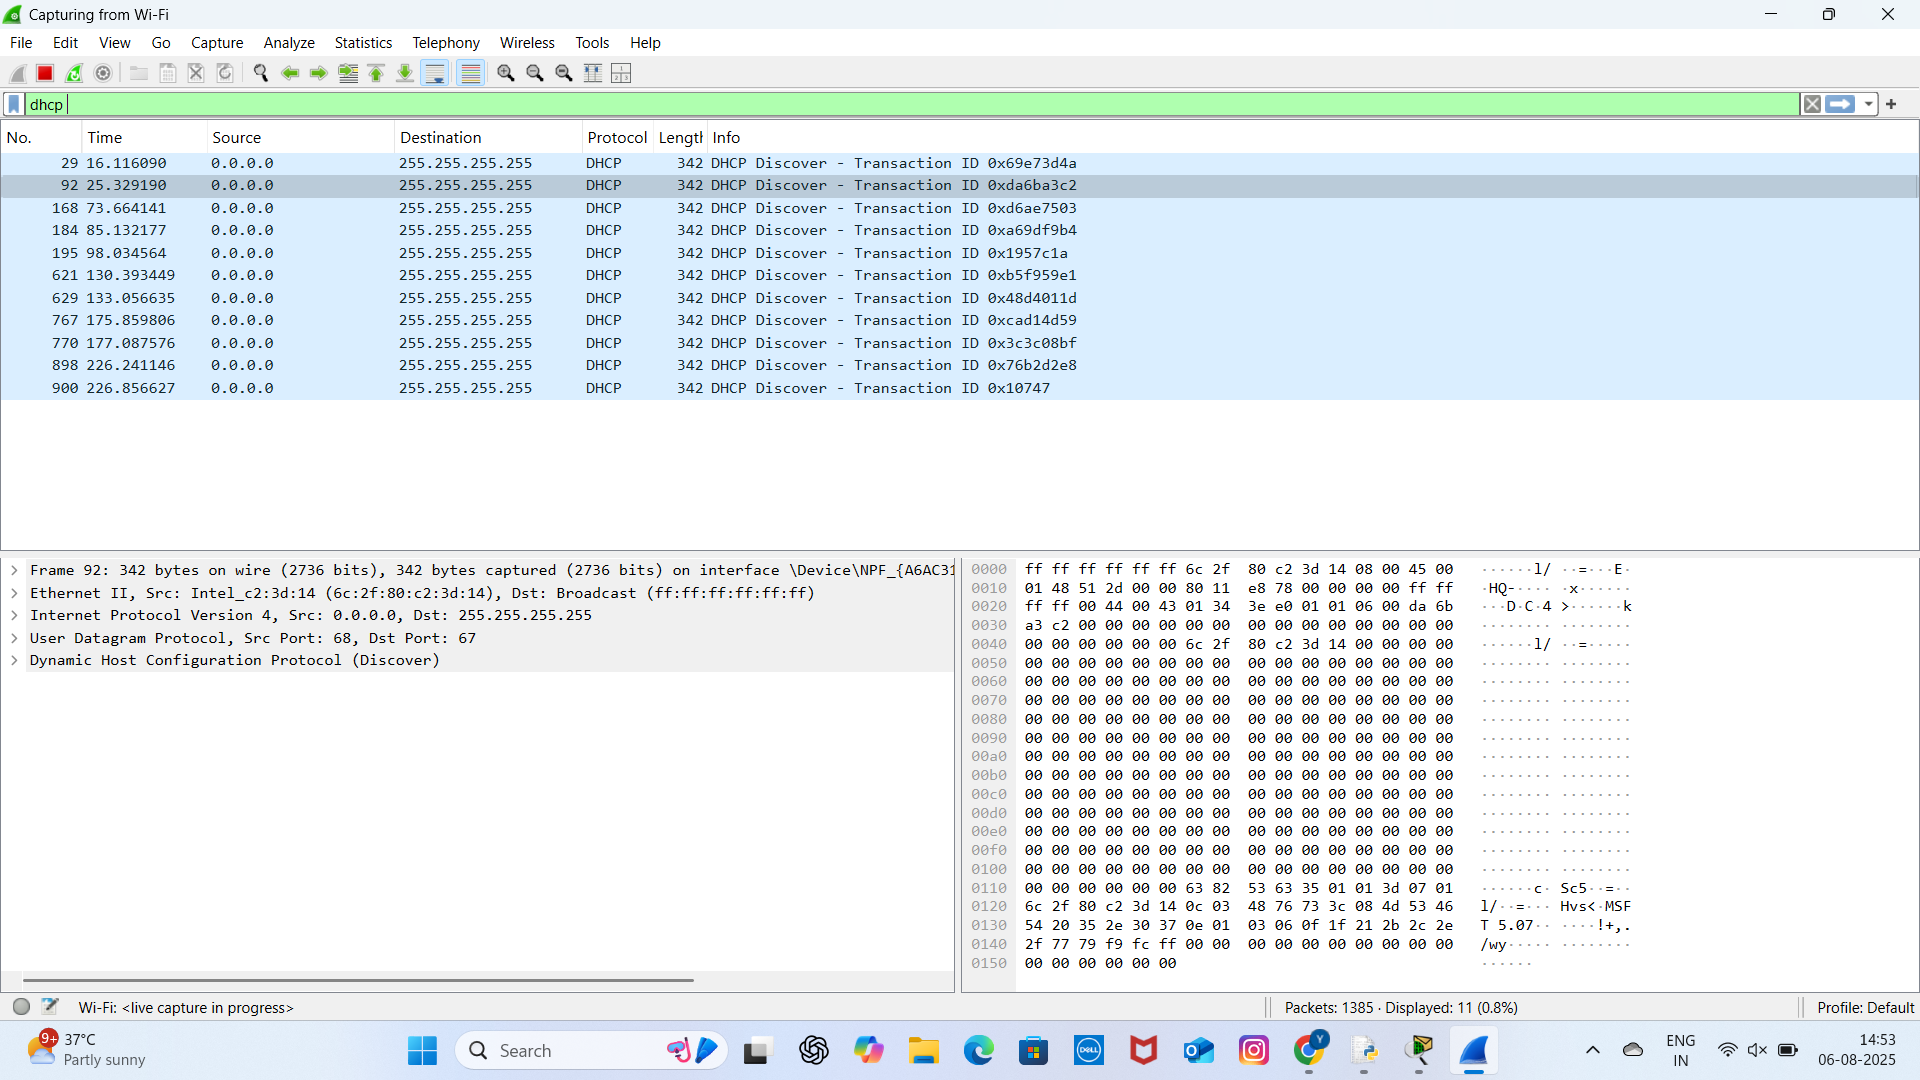 Capturing from Wi-Fi
File Edit View Go Capture Analyze Statistics Telephony Wireless Tools Help
dhcp
No. Time Source Destination Protocol Length Info
29 16.116090 0.0.0.0 255.255.255.255 DHCP 342 DHCP Discover - Transaction ID 0x69e73d4a
92 25.329190 0.0.0.0 255.255.255.255 DHCP 342 DHCP Discover - Transaction ID 0xda6ba3c2
168 73.664141 0.0.0.0 255.255.255.255 DHCP 342 DHCP Discover - Transaction ID 0xd6ae7503
184 85.132177 0.0.0.0 255.255.255.255 DHCP 342 DHCP Discover - Transaction ID 0xa69df9b4
195 98.034564 0.0.0.0 255.255.255.255 DHCP 342 DHCP Discover - Transaction ID 0x1957c1a
621 130.393449 0.0.0.0 255.255.255.255 DHCP 342 DHCP Discover - Transaction ID 0xb5f959e1
629 133.056635 0.0.0.0 255.255.255.255 DHCP 342 DHCP Discover - Transaction ID 0x48d4011d
767 175.859806 0.0.0.0 255.255.255.255 DHCP 342 DHCP Discover - Transaction ID 0xcad14d59
770 177.087576 0.0.0.0 255.255.255.255 DHCP 342 DHCP Discover - Transaction ID 0x3c3c08bf
898 226.241146 0.0.0.0 255.255.255.255 DHCP 342 DHCP Discover - Transaction ID 0x76b2d2e8
900 226.856627 0.0.0.0 255.255.255.255 DHCP 342 DHCP Discover - Transaction ID 0x10747
Frame 92: 342 bytes on wire (2736 bits), 342 bytes captured (2736 bits) on interface \Device\NPF_{A6AC31
Ethernet II, Src: Intel_c2:3d:14 (6c:2f:80:c2:3d:14), Dst: Broadcast (ff:ff:ff:ff:ff:ff)
Internet Protocol Version 4, Src: 0.0.0.0, Dst: 255.255.255.255
User Datagram Protocol, Src Port: 68, Dst Port: 67
Dynamic Host Configuration Protocol (Discover)
0000 ff ff ff ff ff ff 6c 2f 80 c2 3d 14 08 00 45 00 ······l/ ··=···E·
0010 01 48 51 2d 00 00 80 11 e8 78 00 00 00 00 ff ff ·HQ-···· ·x······
0020 ff ff 00 44 00 43 01 34 3e e0 01 01 06 00 da 6b ···D·C·4 >······k
0030 a3 c2 00 00 00 00 00 00 00 00 00 00 00 00 00 00 ········ ········
0040 00 00 00 00 00 00 6c 2f 80 c2 3d 14 00 00 00 00 ······l/ ··=·····
0050 00 00 00 00 00 00 00 00 00 00 00 00 00 00 00 00 ········ ········
0060 00 00 00 00 00 00 00 00 00 00 00 00 00 00 00 00 ········ ········
0070 00 00 00 00 00 00 00 00 00 00 00 00 00 00 00 00 ········ ········
0080 00 00 00 00 00 00 00 00 00 00 00 00 00 00 00 00 ········ ········
0090 00 00 00 00 00 00 00 00 00 00 00 00 00 00 00 00 ········ ········
00a0 00 00 00 00 00 00 00 00 00 00 00 00 00 00 00 00 ········ ········
00b0 00 00 00 00 00 00 00 00 00 00 00 00 00 00 00 00 ········ ········
00c0 00 00 00 00 00 00 00 00 00 00 00 00 00 00 00 00 ········ ········
00d0 00 00 00 00 00 00 00 00 00 00 00 00 00 00 00 00 ········ ········
00e0 00 00 00 00 00 00 00 00 00 00 00 00 00 00 00 00 ········ ········
00f0 00 00 00 00 00 00 00 00 00 00 00 00 00 00 00 00 ········ ········
0100 00 00 00 00 00 00 00 00 00 00 00 00 00 00 00 00 ········ ········
0110 00 00 00 00 00 00 63 82 53 63 35 01 01 3d 07 01 ······c· Sc5··=··
0120 6c 2f 80 c2 3d 14 0c 03 48 76 73 3c 08 4d 53 46 l/··=··· Hvs<·MSF
0130 54 20 35 2e 30 37 0e 01 03 06 0f 1f 21 2b 2c 2e T 5.07·· ····!+,.
0140 2f 77 79 f9 fc ff 00 00 00 00 00 00 00 00 00 00 /wy····· ········
0150 00 00 00 00 00 00 ······
Wi-Fi: <live capture in progress> Packets: 1385 · Displayed: 11 (0.8%) Profile: Default
9+ 37°C
Partly sunny
Search
DELL
Y
ENG
IN
14:53
06-08-2025